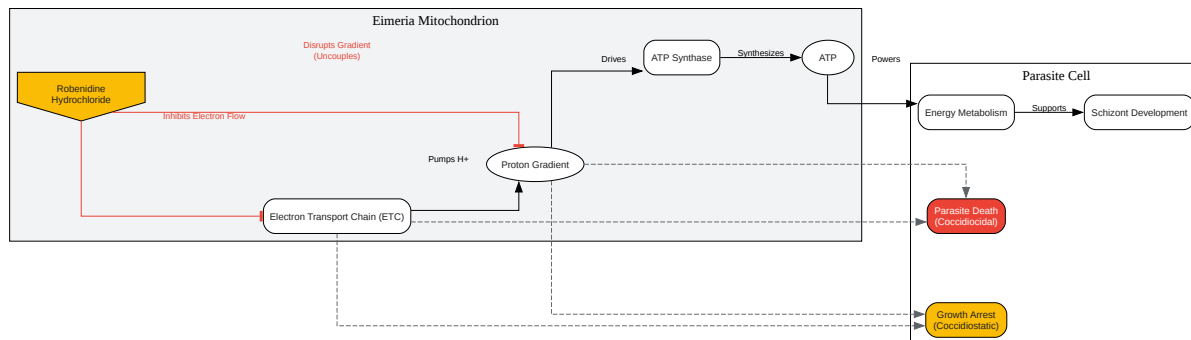 Eimeria Mitochondrion
Disrupts Gradient
(Uncouples)
Robenidine
Hydrochloride
Inhibits Electron Flow
Drives
ATP Synthase
Synthesizes
ATP
Powers
Parasite Cell
Energy Metabolism
Supports
Schizont Development
Pumps H+
Proton Gradient
Electron Transport Chain (ETC)
Parasite Death
(Coccidiocidal)
Growth Arrest
(Coccidiostatic)